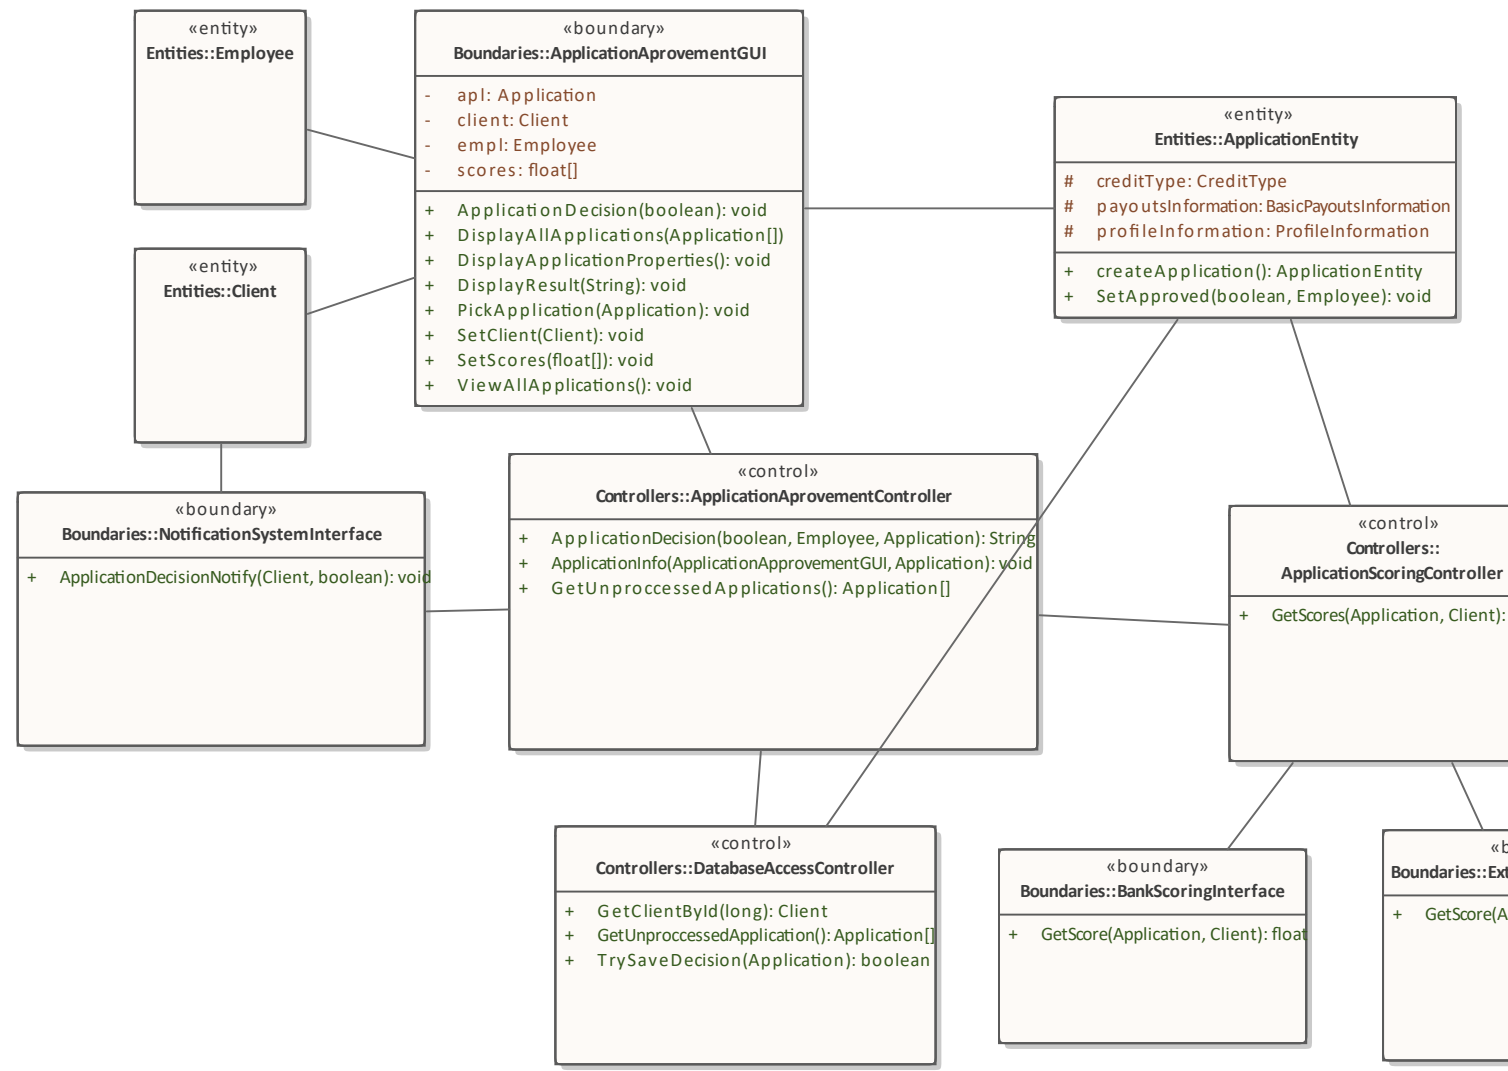 «entity»
Entities::Employee
«boundary»
Boundaries::ApplicationAprovementGUI
- apl: Application
- client: Client
- empl: Employee
- scores: float[]
+ ApplicationDecision(boolean): void
+ DisplayAllApplications(Application[])
+ DisplayApplicationProperties(): void
+ DisplayResult(String): void
+ PickApplication(Application): void
+ SetClient(Client): void
+ SetScores(float[]): void
+ ViewAllApplications(): void
«entity»
Entities::ApplicationEntity
# creditType: CreditType
# payoutsInformation: BasicPayoutsInformation
# profileInformation: ProfileInformation
+ createApplication(): ApplicationEntity
+ SetApproved(boolean, Employee): void
«entity»
Entities::Client
«boundary»
Boundaries::NotificationSystemInterface
+ ApplicationDecisionNotify(Client, boolean): void
«control»
Controllers::ApplicationAprovementController
+ ApplicationDecision(boolean, Employee, Application): String
+ ApplicationInfo(ApplicationApprovementGUI, Application): void
+ GetUnproccessedApplications(): Application[]
«control»
Controllers::
ApplicationScoringController
+ GetScores(Application, Client):
«control»
Controllers::DatabaseAccessController
+ GetClientById(long): Client
+ GetUnproccessedApplication(): Application[]
+ TrySaveDecision(Application): boolean
«boundary»
Boundaries::BankScoringInterface
+ GetScore(Application, Client): float
«b
Boundaries::Ext
+ GetScore(A